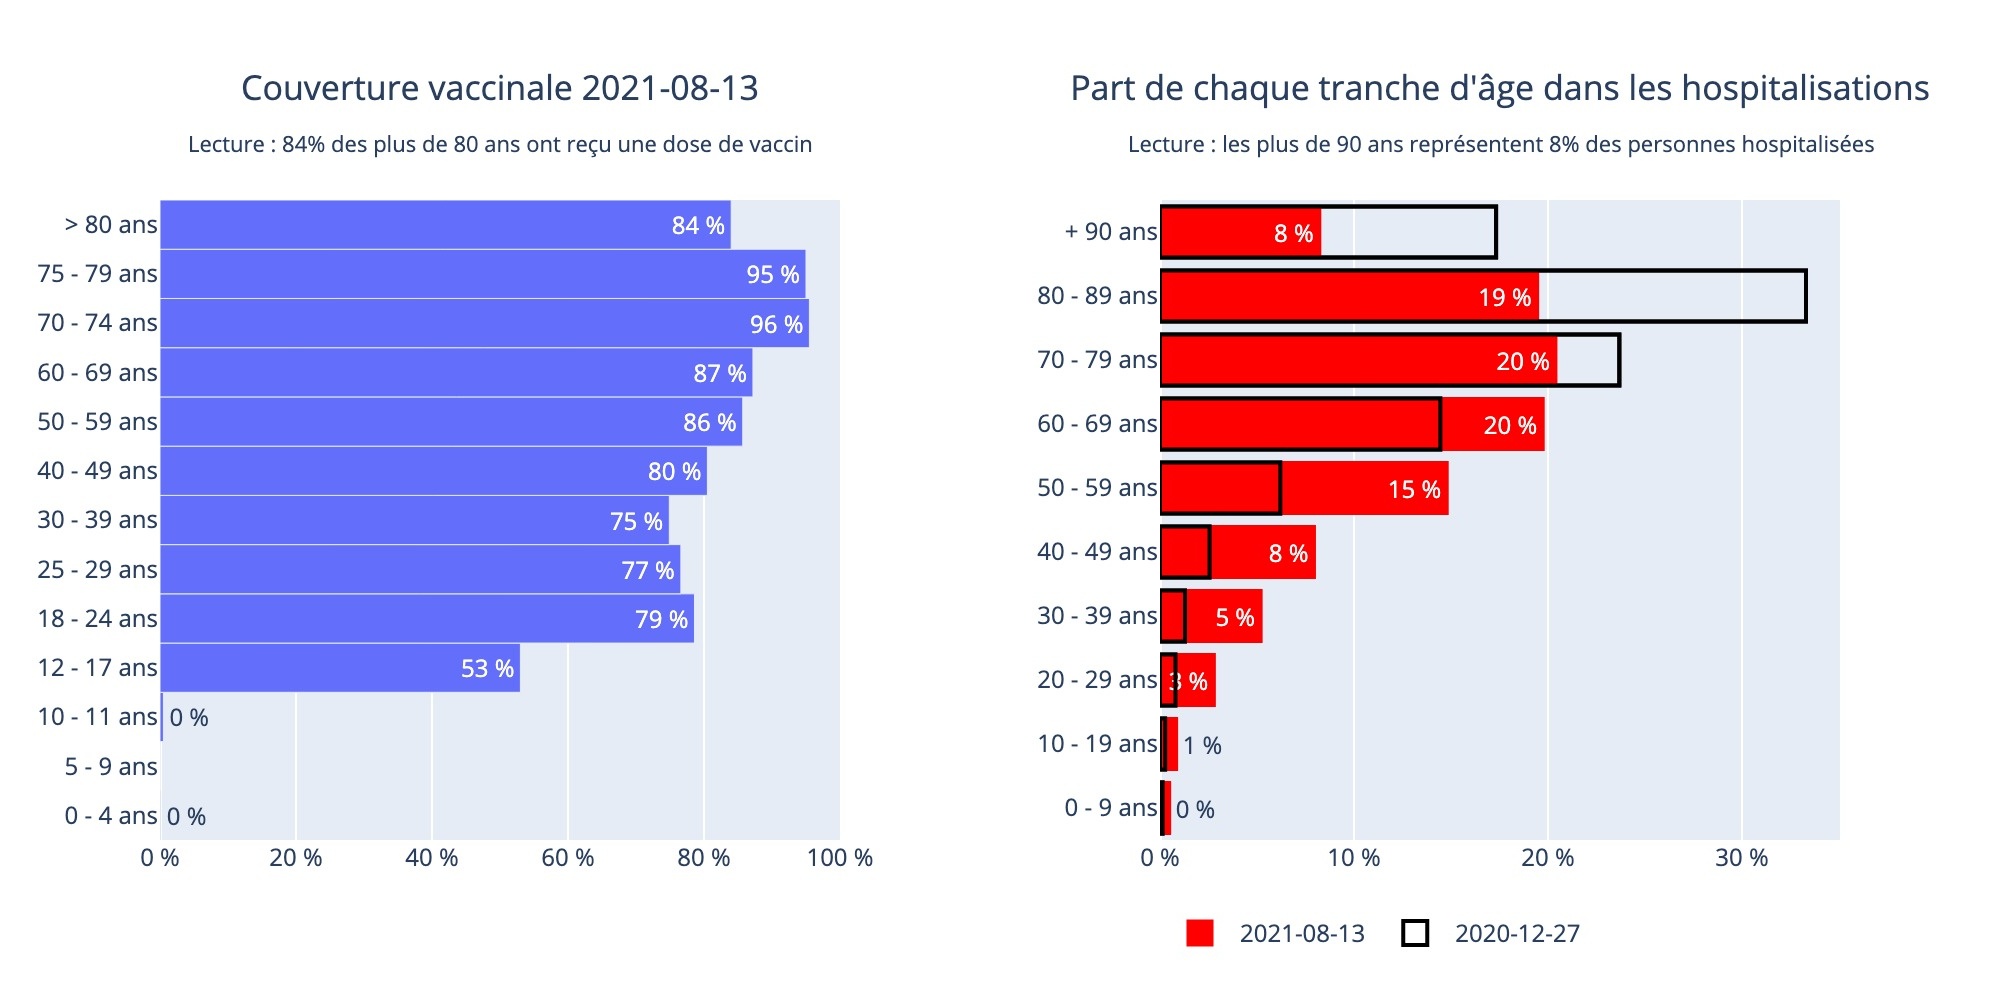 Couverture vaccinale 2021-08-13
Lecture : 84% des plus de 80 ans ont reçu une dose de vaccin
> 80 ans 84 %
75 - 79 ans 95 %
70 - 74 ans 96 %
60 - 69 ans 87 %
50 - 59 ans 86 %
40 - 49 ans 80 %
30 - 39 ans 75 %
25 - 29 ans 77 %
18 - 24 ans 79 %
12 - 17 ans 53 %
10 - 11 ans 0 %
5 - 9 ans
0 - 4 ans 0 %
0 % 20 % 40 % 60 % 80 % 100 %
Part de chaque tranche d'âge dans les hospitalisations
Lecture : les plus de 90 ans représentent 8% des personnes hospitalisées
+ 90 ans 8 %
80 - 89 ans 19 %
70 - 79 ans 20 %
60 - 69 ans 20 %
50 - 59 ans 15 %
40 - 49 ans 8 %
30 - 39 ans 5 %
20 - 29 ans 3 %
10 - 19 ans 1 %
0 - 9 ans 0 %
0 % 10 % 20 % 30 %
2021-08-13 2020-12-27